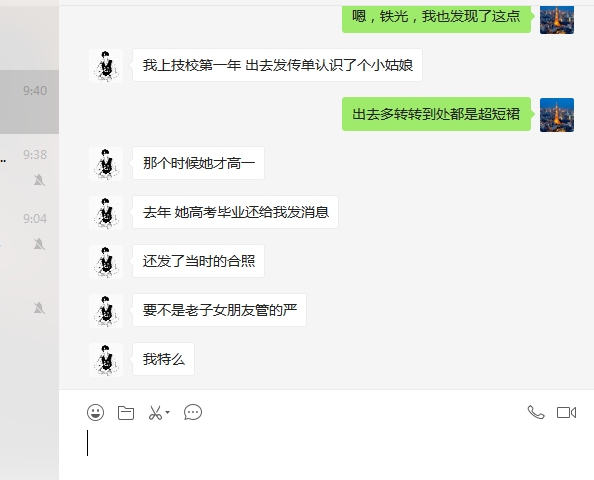 嗯，铁光，我也发现了这点
9:40
我上技校第一年 出去发传单认识了个小姑娘
出去多转转到处都是超短裙
..
9:38
那个时候她才高一
去年 她高考毕业还给我发消息
9:04
还发了当时的合照
要不是老子女朋友管的严
我特么